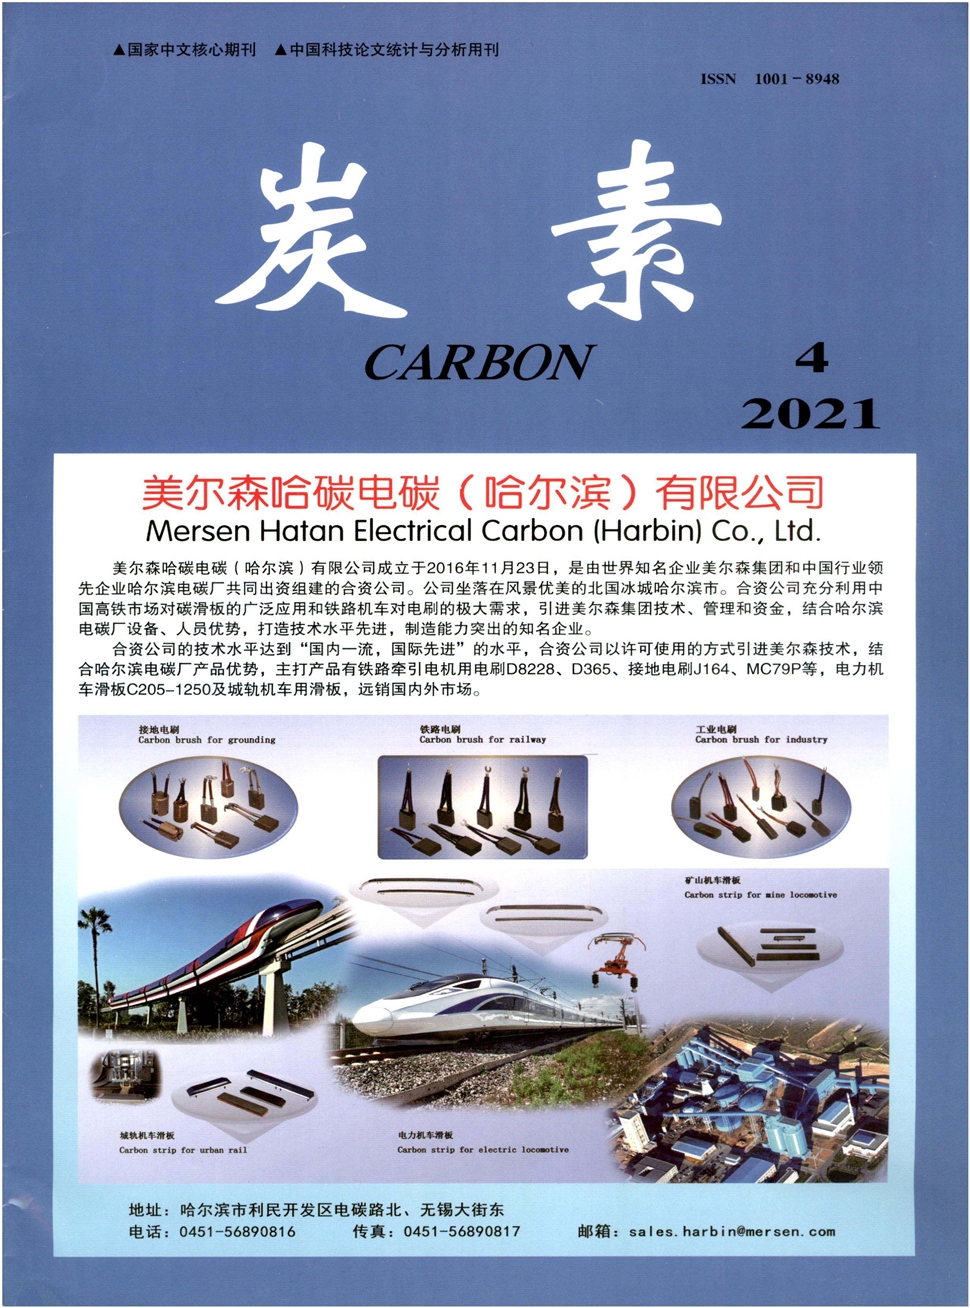 ▲国家中文核心期刊 ▲中国科技论文统计与分析用刊
ISSN 1001-8948
炭素
CARBON
4
2021
美尔森哈碳电碳（哈尔滨）有限公司
Mersen Hatan Electrical Carbon (Harbin) Co., Ltd.
美尔森哈碳电碳（哈尔滨）有限公司成立于2016年11月23日，是由世界知名企业美尔森集团和中国行业领
先企业哈尔滨电碳厂共同出资组建的合资公司。公司坐落在风景优美的北国冰城哈尔滨市。合资公司充分利用中
国高铁市场对碳滑板的广泛应用和铁路机车对电刷的极大需求，引进美尔森集团技术、管理和资金，结合哈尔滨
电碳厂设备、人员优势，打造技术水平先进，制造能力突出的知名企业。
合资公司的技术水平达到“国内一流，国际先进”的水平，合资公司以许可使用的方式引进美尔森技术，结
合哈尔滨电碳厂产品优势，主打产品有铁路牵引电机用电刷D8228、D365、接地电刷J164、MC79P等，电力机
车滑板C205-1250及城轨机车用滑板，远销国内外市场。
接地电刷
Carbon brush for grounding
铁路电刷
Carbon brush for railway
工业电刷
Carbon brush for industry
矿山机车滑板
Carbon strip for mine locomotive
城轨机车滑板
Carbon strip for urban rail
电力机车滑板
Carbon strip for electric locomotive
地址：哈尔滨市利民开发区电碳路北、无锡大街东
电话：0451-56890816 传真：0451-56890817 邮箱：sales.harbin@mersen.com